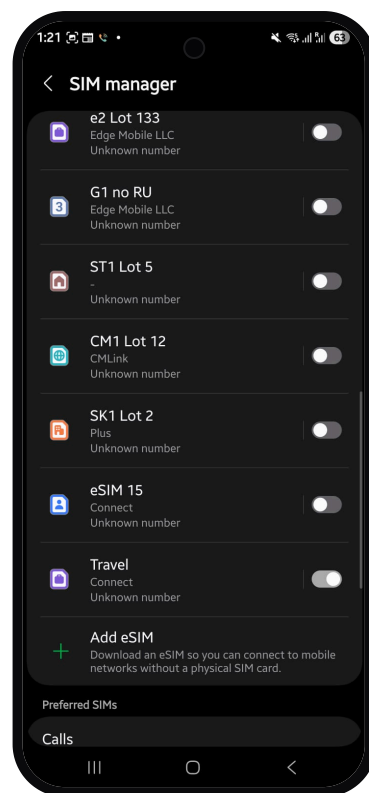 1:21
63
SIM manager
e2 Lot 133
Edge Mobile LLC
Unknown number
3
G1 no RU
Edge Mobile LLC
Unknown number
ST1 Lot 5
-
Unknown number
CM1 Lot 12
CMLink
Unknown number
SK1 Lot 2
Plus
Unknown number
eSIM 15
Connect
Unknown number
Travel
Connect
Unknown number
Add eSIM
Download an eSIM so you can connect to mobile
networks without a physical SIM card.
Preferred SIMs
Calls